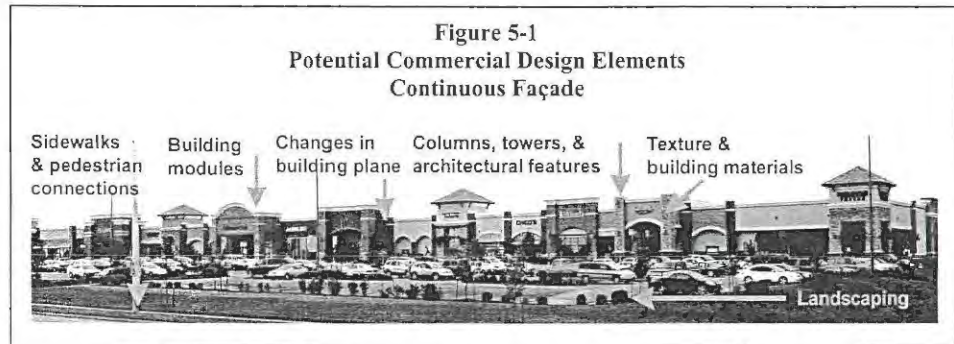 Figure 5-1
Potential Commercial Design Elements
Continuous Façade
Sidewalks
& pedestrian
connections
Building
modules
Changes in
building plane
Columns, towers, &
architectural features
Texture &
building materials
Landscaping